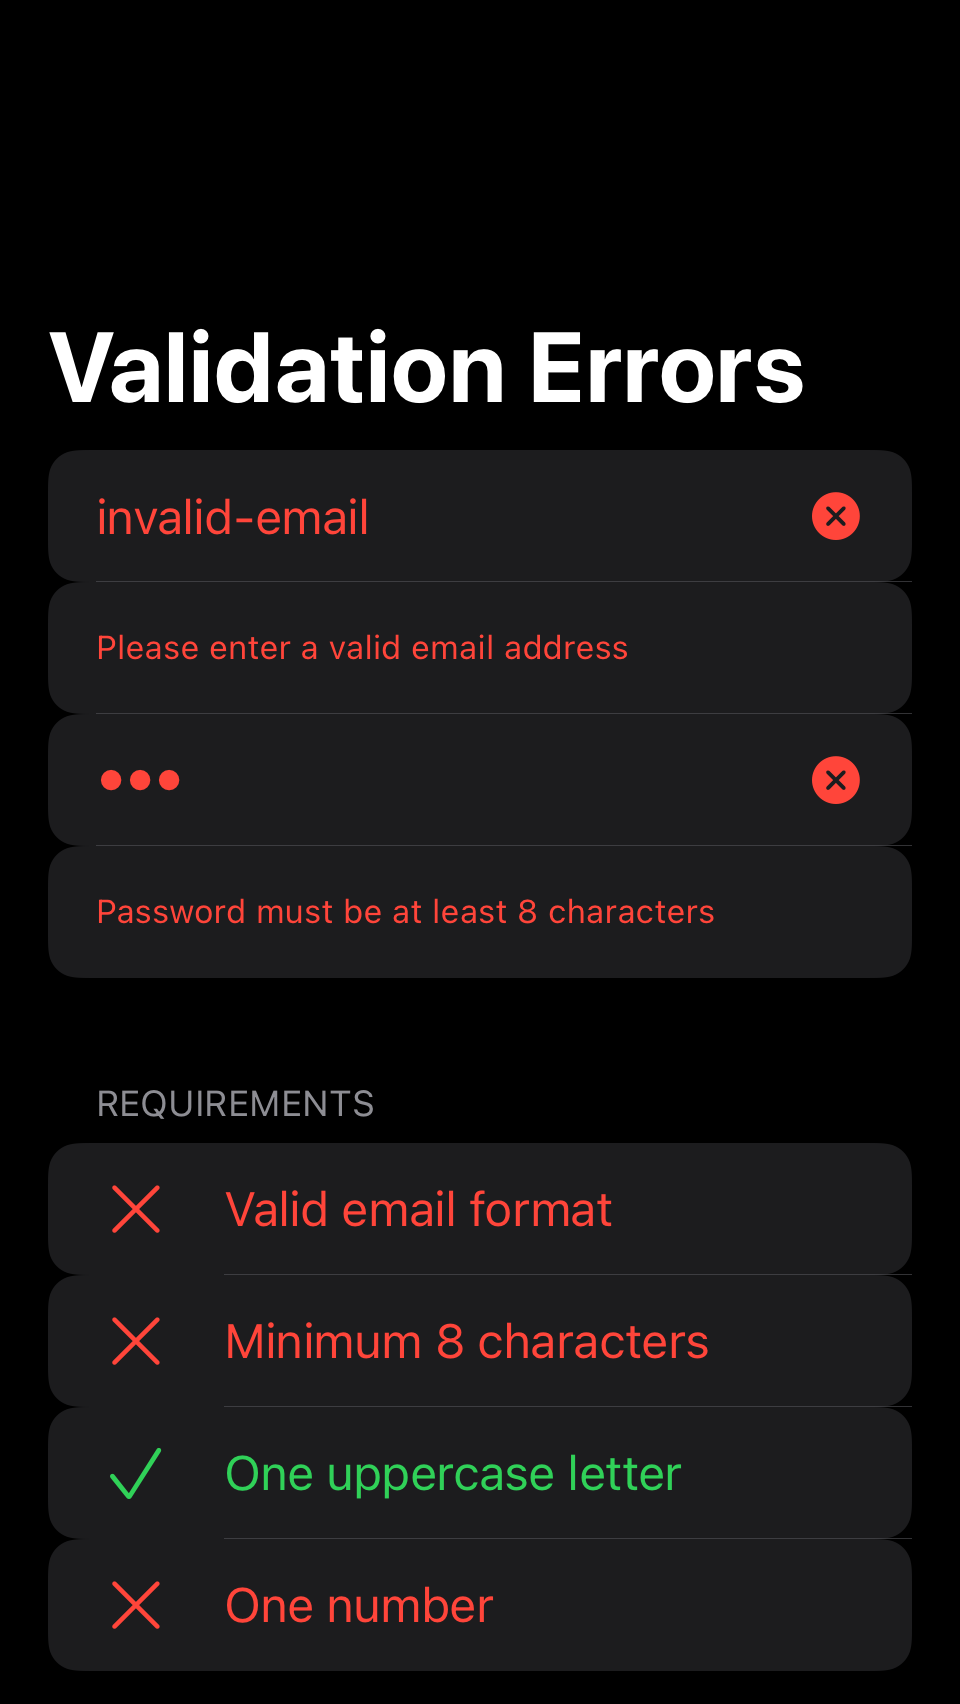 Validation Errors
invalid-email
Please enter a valid email address
•••
Password must be at least 8 characters
REQUIREMENTS
Valid email format
Minimum 8 characters
One uppercase letter
One number